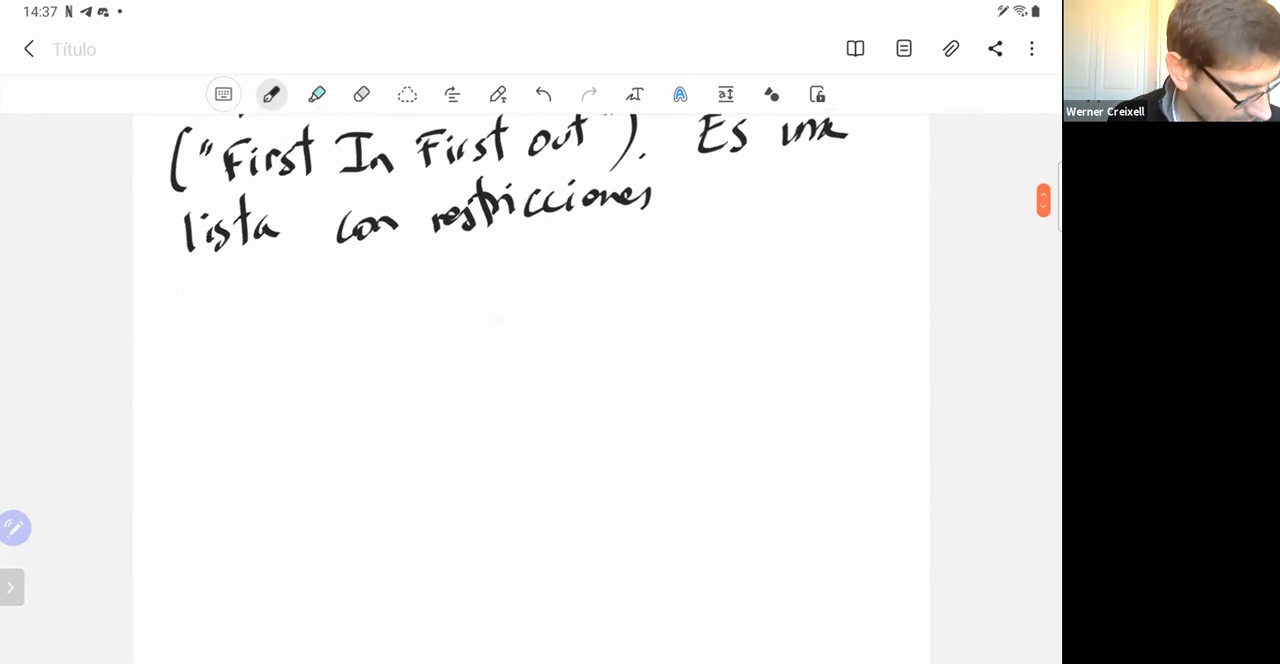 14:37
Título
("First In First out"). Es una
lista con restricciones
Werner Creixell